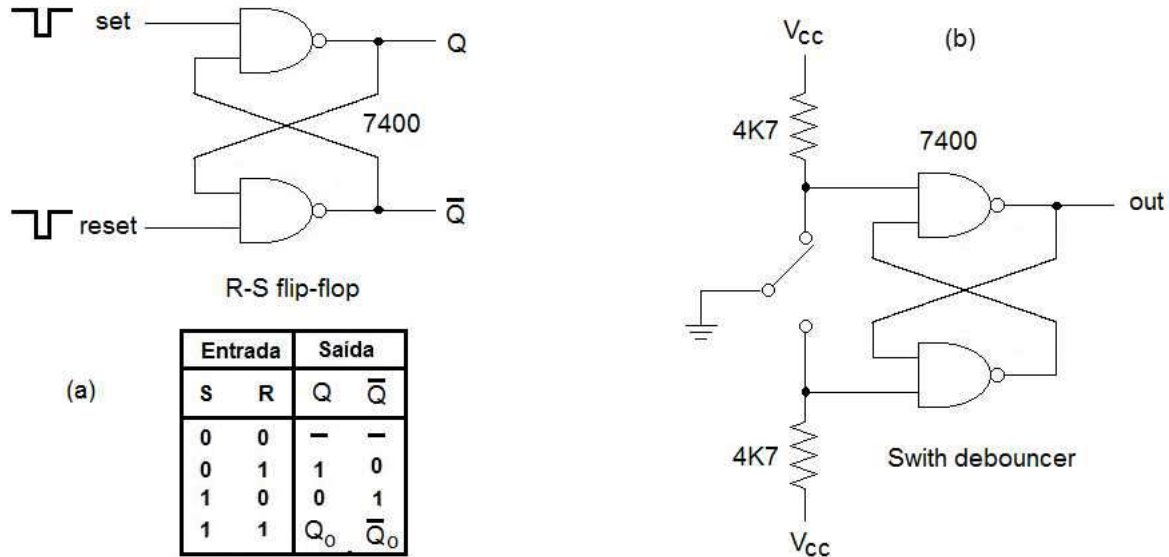 set
Q
7400
reset
Q̅
R-S flip-flop
(a)
Entrada Saída
S R Q Q̅
0 0 – –
0 1 1 0
1 0 0 1
1 1 Q₀ Q̅₀
(b)
Vcc
4K7
7400
out
4K7
Swith debouncer
Vcc